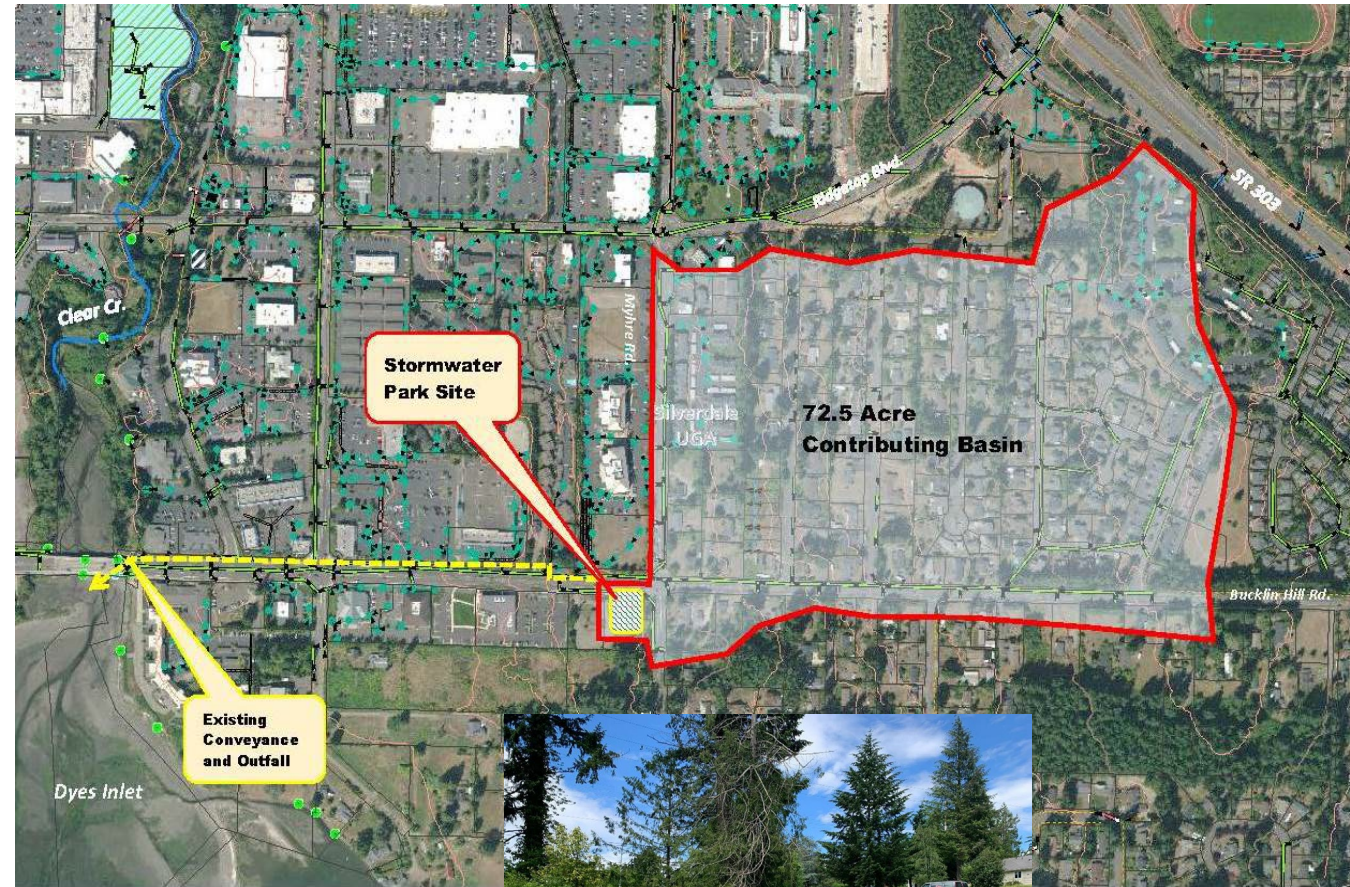 Ridgetop Blvd.
SR 303
Clear Cr.
Myhre Rd.
Stormwater
Park Site
Silverdale
UGA
72.5 Acre
Contributing Basin
Bucklin Hill Rd.
Existing
Conveyance
and Outfall
Dyes Inlet